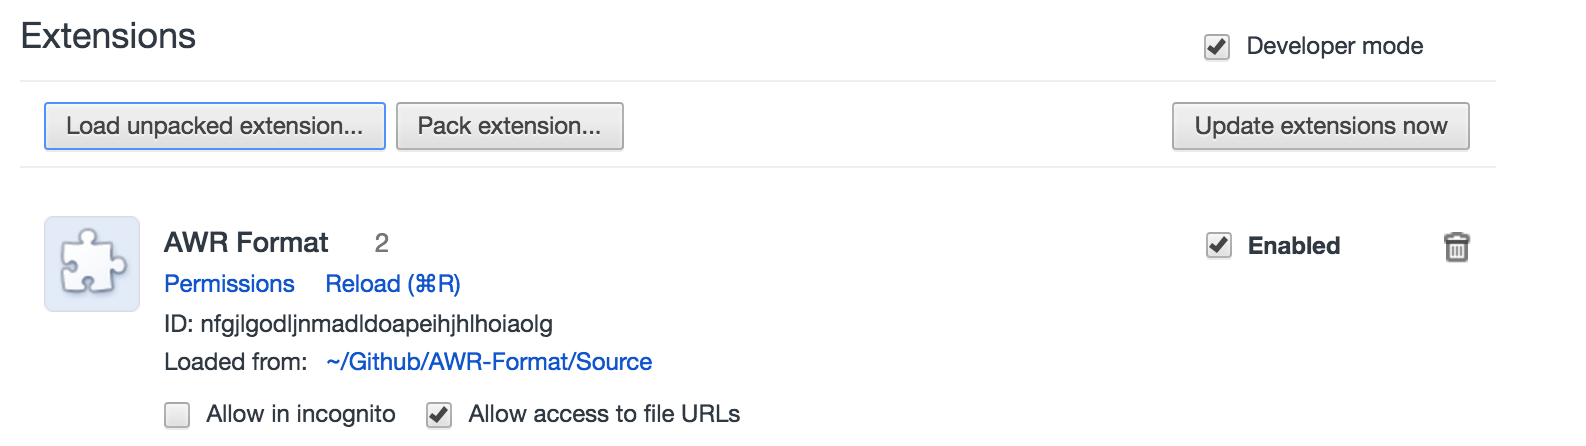 Extensions
Developer mode
Load unpacked extension... Pack extension... Update extensions now
AWR Format 2 Enabled
Permissions Reload (⌘R)
ID: nfgjlgodljnmadldoapeihjhlhoiaolg
Loaded from: ~/Github/AWR-Format/Source
Allow in incognito Allow access to file URLs